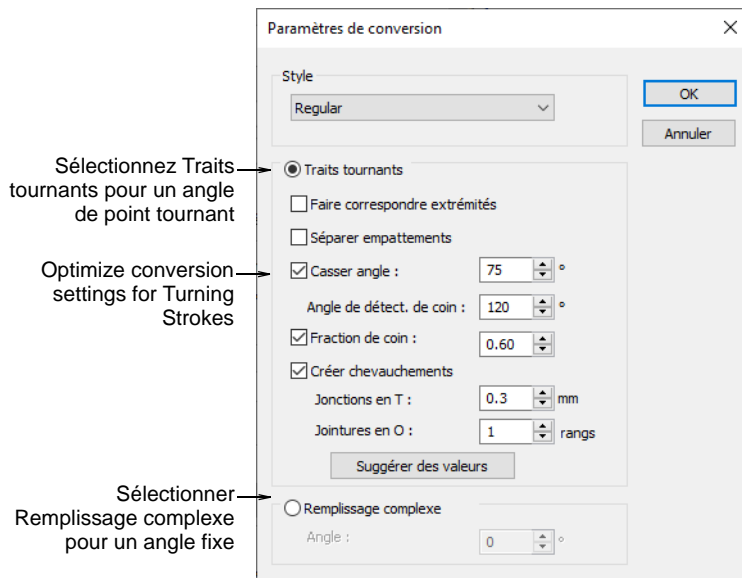 Paramètres de conversion
Style
Regular
OK
Annuler
Sélectionnez Traits
tournants pour un angle
de point tournant
Traits tournants
Faire correspondre extrémités
Séparer empattements
Optimize conversion
settings for Turning
Strokes
Casser angle : 75 °
Angle de détect. de coin : 120 °
Fraction de coin : 0.60
Créer chevauchements
Jonctions en T : 0.3 mm
Jointures en O : 1 rangs
Suggérer des valeurs
Sélectionner
Remplissage complexe
pour un angle fixe
Remplissage complexe
Angle : 0 °